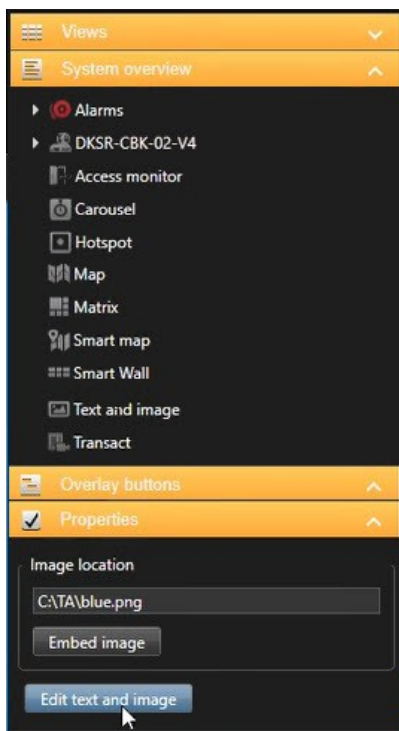 Views
System overview
Alarms
DKSR-CBK-02-V4
Access monitor
Carousel
Hotspot
Map
Matrix
Smart map
Smart Wall
Text and image
Transact
Overlay buttons
Properties
Image location
C:\TA\blue.png
Embed image
Edit text and image